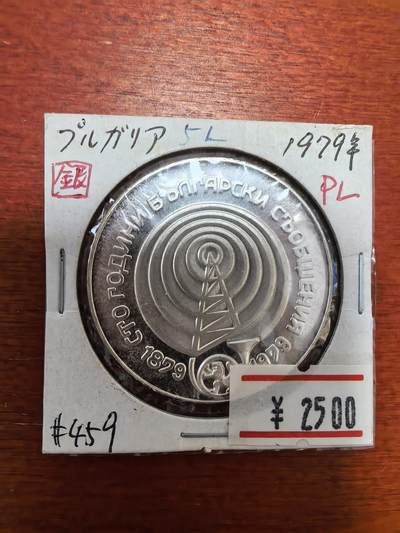 ブルガリア 5L 1979年
銀
PL
СТО ГОДИНИ БЪЛГАРСКИ СЪОБЩЕНИЯ
1879 1979
¥ 2500
#459